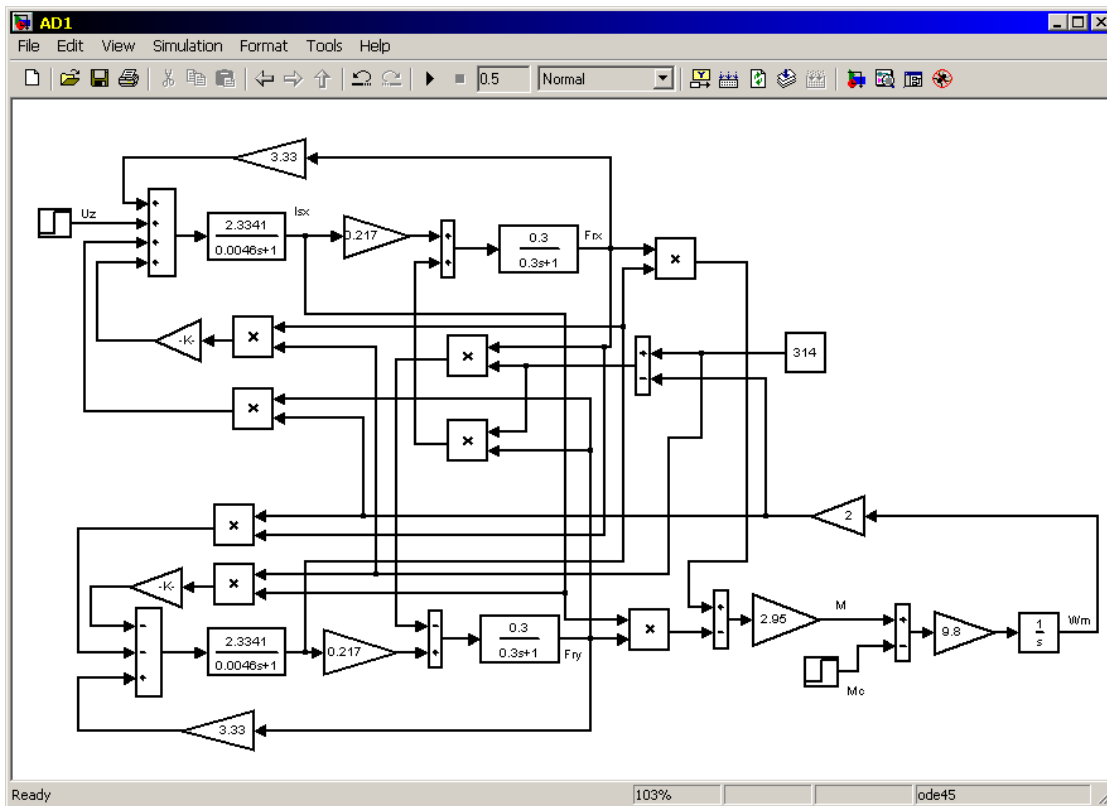 AD1
File Edit View Simulation Format Tools Help
0.5 Normal
3.33
Uz
2.3341
0.0046s+1
Isx
0.217
0.3
0.3s+1
Frx
×
-K-
×
×
314
×
×
2
×
-K-
×
2.3341
0.0046s+1
0.217
0.3
0.3s+1
Fry
×
2.95
M
Mc
9.8
1
s
Wm
3.33
Ready 103% ode45